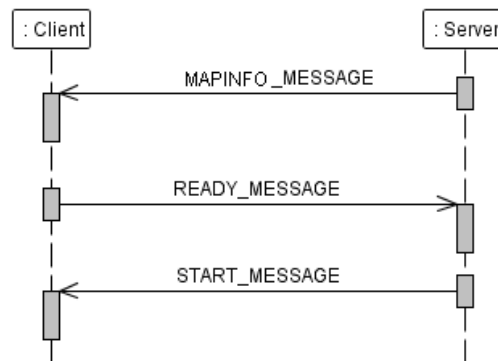 : Client
: Server
MAPINFO_MESSAGE
READY_MESSAGE
START_MESSAGE